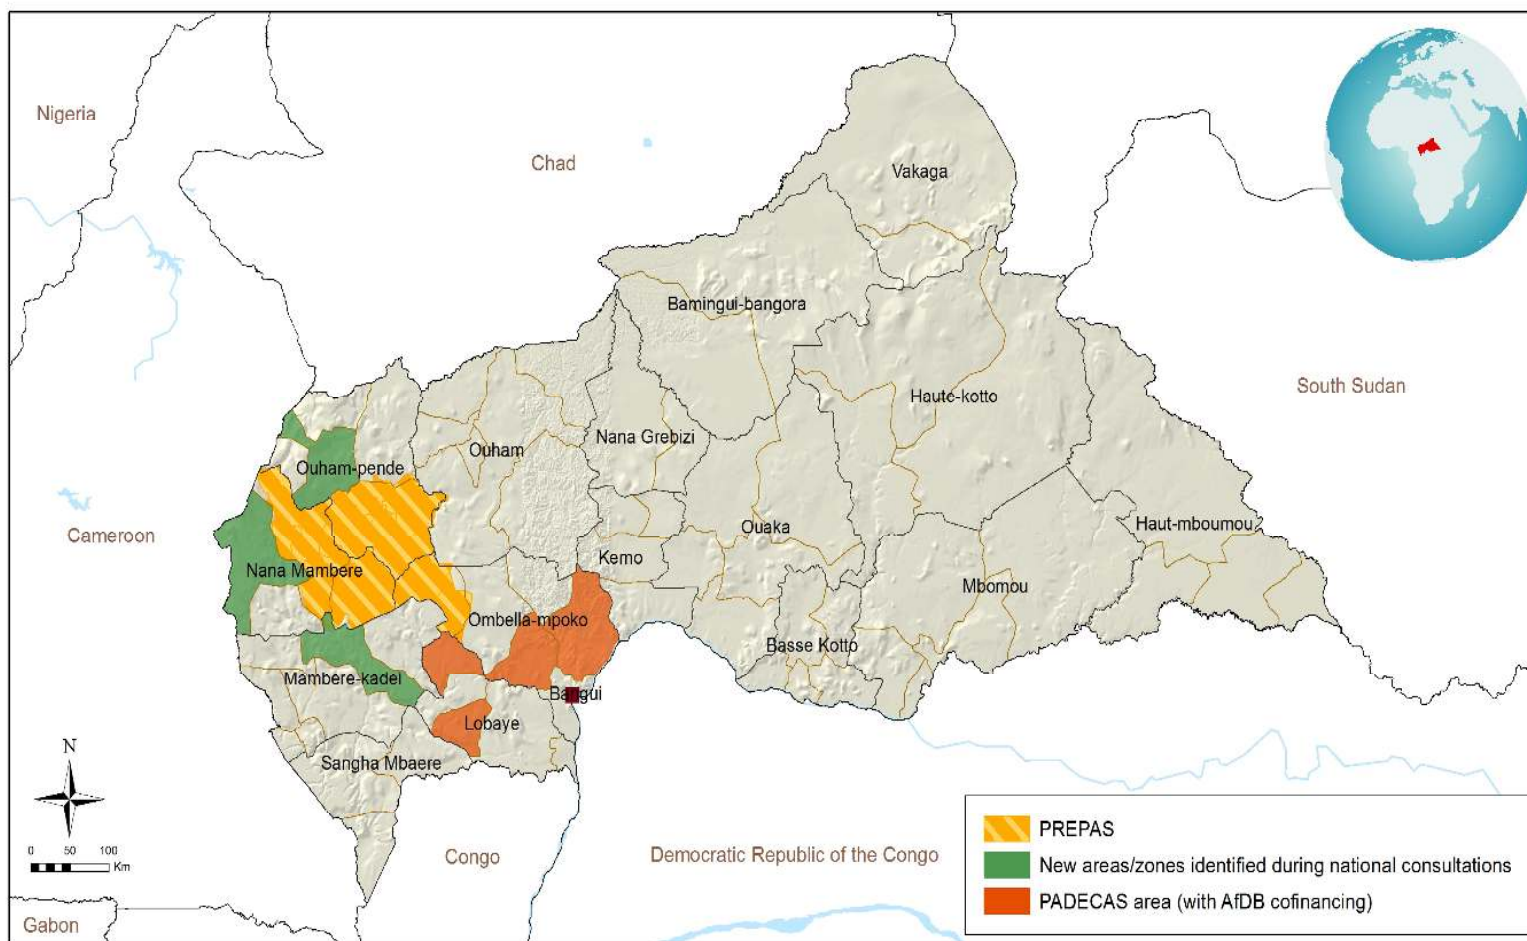 Nigeria
Chad
Vakaga
Bamingui-bangora
South Sudan
Haute-kotto
Nana Grebizi
Ouham
Ouham-pende
Cameroon
Ouaka
Haut-mboumou
Kemo
Nana Mambere
Mbomou
Ombella-mpoko
Basse Kotto
Mambere-kadei
Bangui
Lobaye
Sangha Mbaere
N
0 50 100
Km
Congo
Democratic Republic of the Congo
Gabon
PREPAS
New areas/zones identified during national consultations
PADECAS area (with AfDB cofinancing)